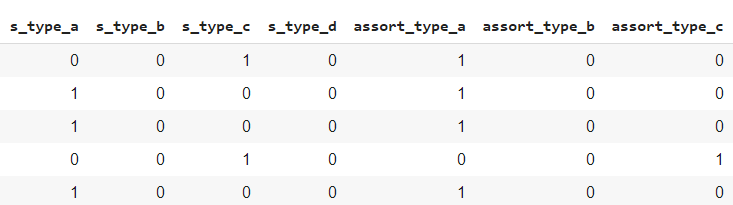 s_type_a s_type_b s_type_c s_type_d assort_type_a assort_type_b assort_type_c
0 0 1 0 1 0 0
1 0 0 0 1 0 0
1 0 0 0 1 0 0
0 0 1 0 0 0 1
1 0 0 0 1 0 0